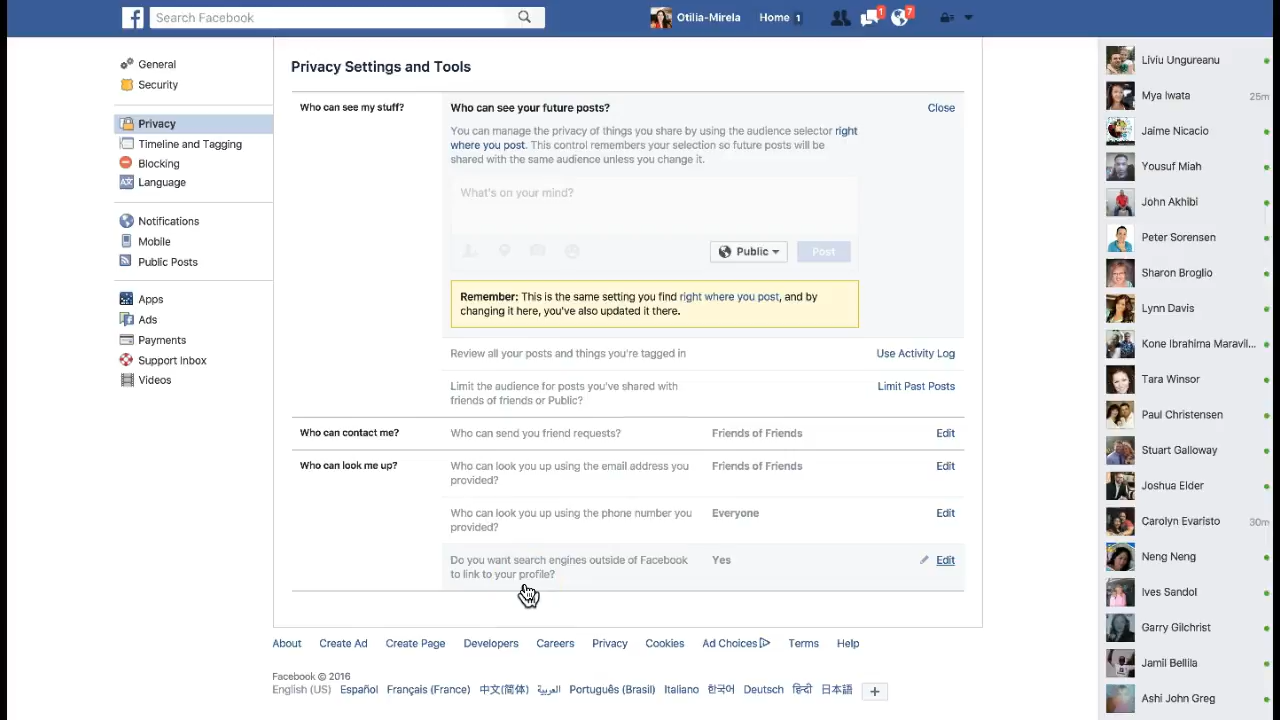 f Search Facebook Otilia-Mirela Home 1 1 7
General
Security
Privacy
Timeline and Tagging
Blocking
Language
Notifications
Mobile
Public Posts
Apps
Ads
Payments
Support Inbox
Videos
Privacy Settings and Tools
Who can see my stuff?
Who can see your future posts? Close
You can manage the privacy of things you share by using the audience selector right
where you post. This control remembers your selection so future posts will be
shared with the same audience unless you change it.
What's on your mind?
Public Post
Remember: This is the same setting you find right where you post, and by
changing it here, you've also updated it there.
Review all your posts and things you're tagged in Use Activity Log
Limit the audience for posts you've shared with
friends of friends or Public? Limit Past Posts
Who can contact me? Who can send you friend requests? Friends of Friends Edit
Who can look me up? Who can look you up using the email address you
provided? Friends of Friends Edit
Who can look you up using the phone number you
provided? Everyone Edit
Do you want search engines outside of Facebook
to link to your profile? Yes Edit
About Create Ad Create Page Developers Careers Privacy Cookies Ad Choices Terms Help
Facebook © 2016
English (US) Español Français (France) 中文(简体) العربية Português (Brasil) Italiano 한국어 Deutsch हिन्दी 日本語 +
Liviu Ungureanu
Mya Iwata 25m
Jaime Nicacio
Yousuf Miah
John Akhibi
Peter Sorensen
Sharon Broglio
Lynn Davis
Kone Ibrahima Maravil...
Tara Winsor
Paul Christensen
Stuart Galloway
Joshua Elder
Carolyn Evaristo 30m
Neng Neng
Ives Sandol
Garry Gilchrist
Jamil Bellila
Ashi John Greg